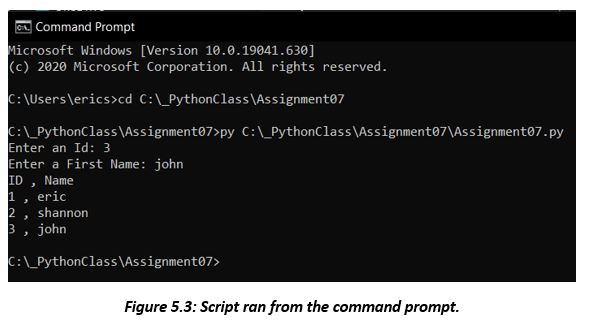 Command Prompt
Microsoft Windows [Version 10.0.19041.630]
(c) 2020 Microsoft Corporation. All rights reserved.
C:\Users\erics>cd C:\_PythonClass\Assignment07
C:\_PythonClass\Assignment07>py C:\_PythonClass\Assignment07\Assignment07.py
Enter an Id: 3
Enter a First Name: john
ID , Name
1 , eric
2 , shannon
3 , john
C:\_PythonClass\Assignment07>
Figure 5.3: Script ran from the command prompt.